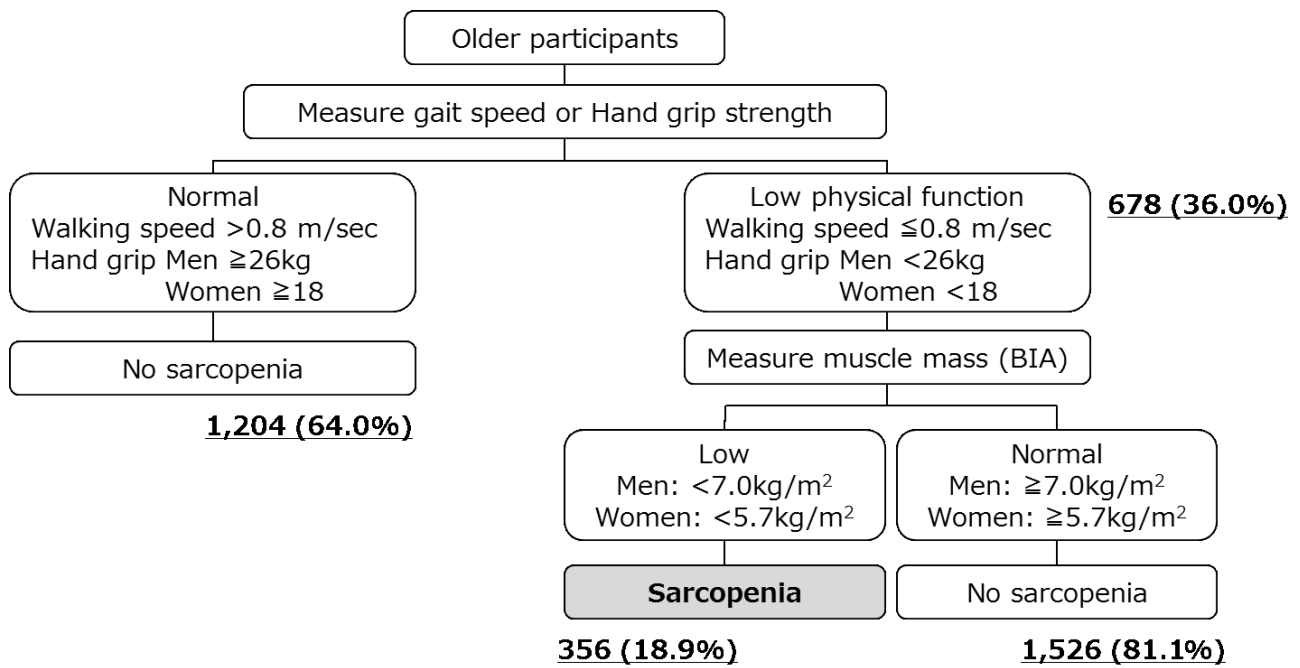 Older participants
Measure gait speed or Hand grip strength
Normal
Walking speed >0.8 m/sec
Hand grip Men ≧26kg
Women ≧18
No sarcopenia
1,204 (64.0%)
Low physical function
Walking speed ≦0.8 m/sec
Hand grip Men <26kg
Women <18
678 (36.0%)
Measure muscle mass (BIA)
Low
Men: <7.0kg/m²
Women: <5.7kg/m²
Sarcopenia
356 (18.9%)
Normal
Men: ≧7.0kg/m²
Women: ≧5.7kg/m²
No sarcopenia
1,526 (81.1%)